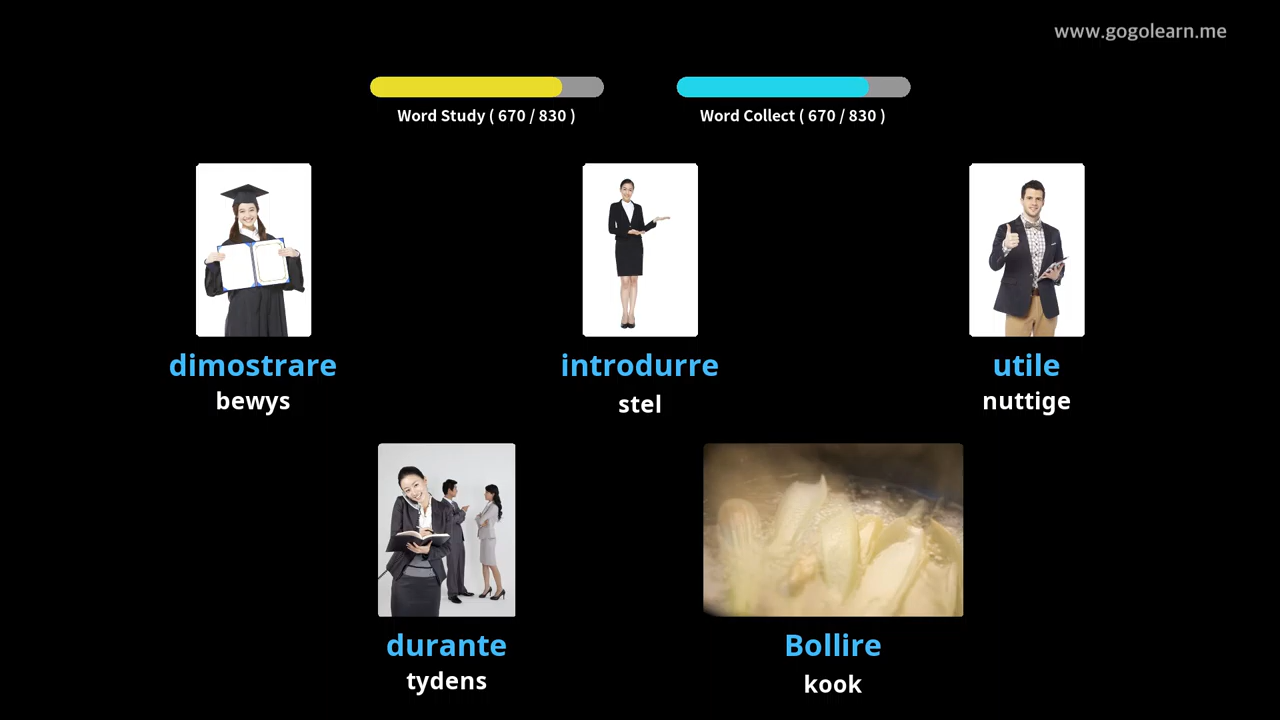 www.gogolearn.me
Word Study ( 670 / 830 )
Word Collect ( 670 / 830 )
dimostrare
bewys
introdurre
stel
utile
nuttige
durante
tydens
Bollire
kook